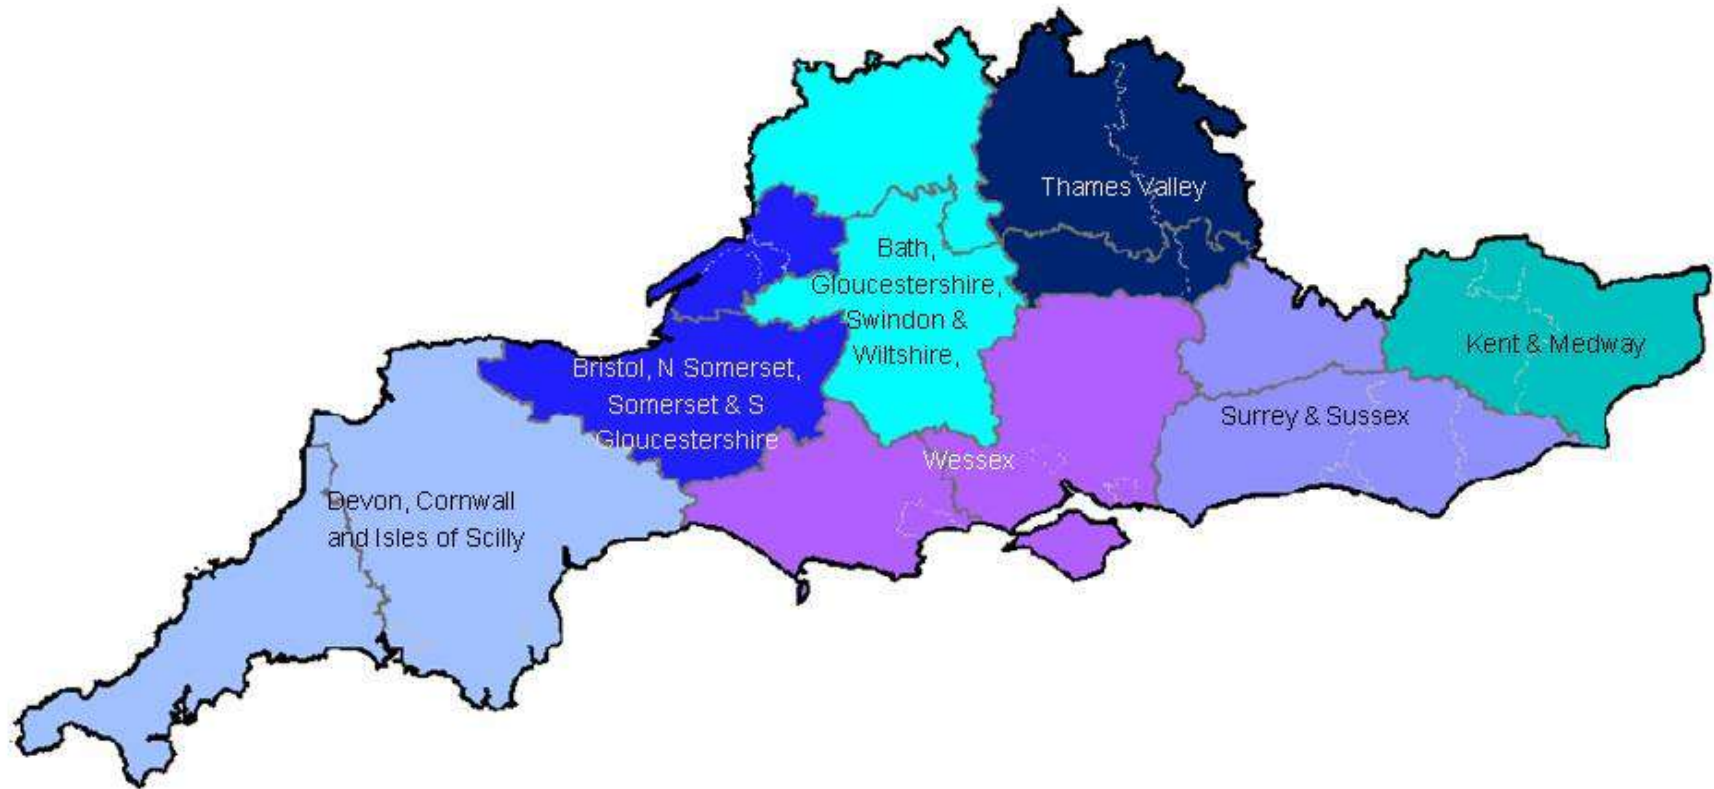 Thames Valley
Bath,
Gloucestershire,
Swindon &
Wiltshire,
Kent & Medway
Bristol, N Somerset,
Somerset & S
Gloucestershire
Surrey & Sussex
Wessex
Devon, Cornwall
and Isles of Scilly